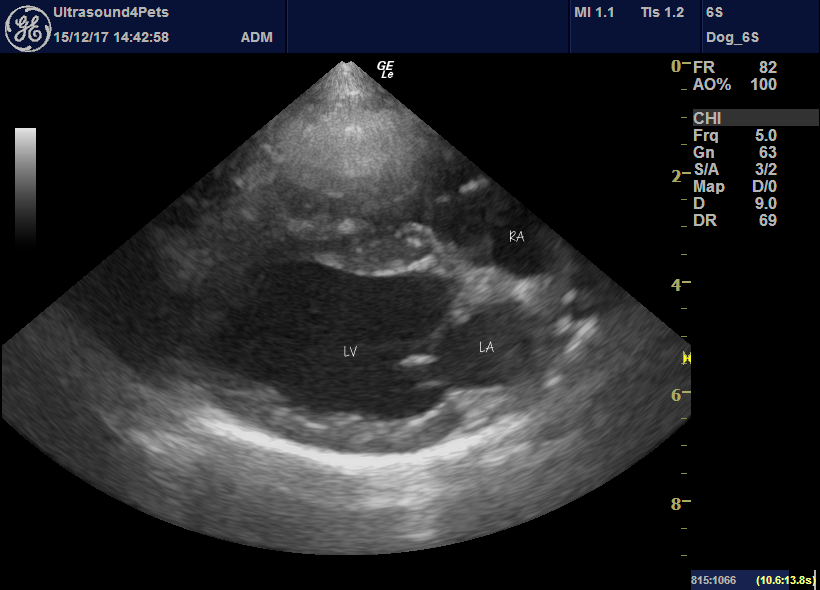 Ultrasound4Pets
15/12/17 14:42:58 ADM
MI 1.1 TIs 1.2
6S
Dog_6S
GE
Le
FR 82
AO% 100
CHI
Frq 5.0
Gn 63
S/A 3/2
Map D/0
D 9.0
DR 69
0
2
4
6
8
RA
LV
LA
815:1066 (10.6:13.8s)